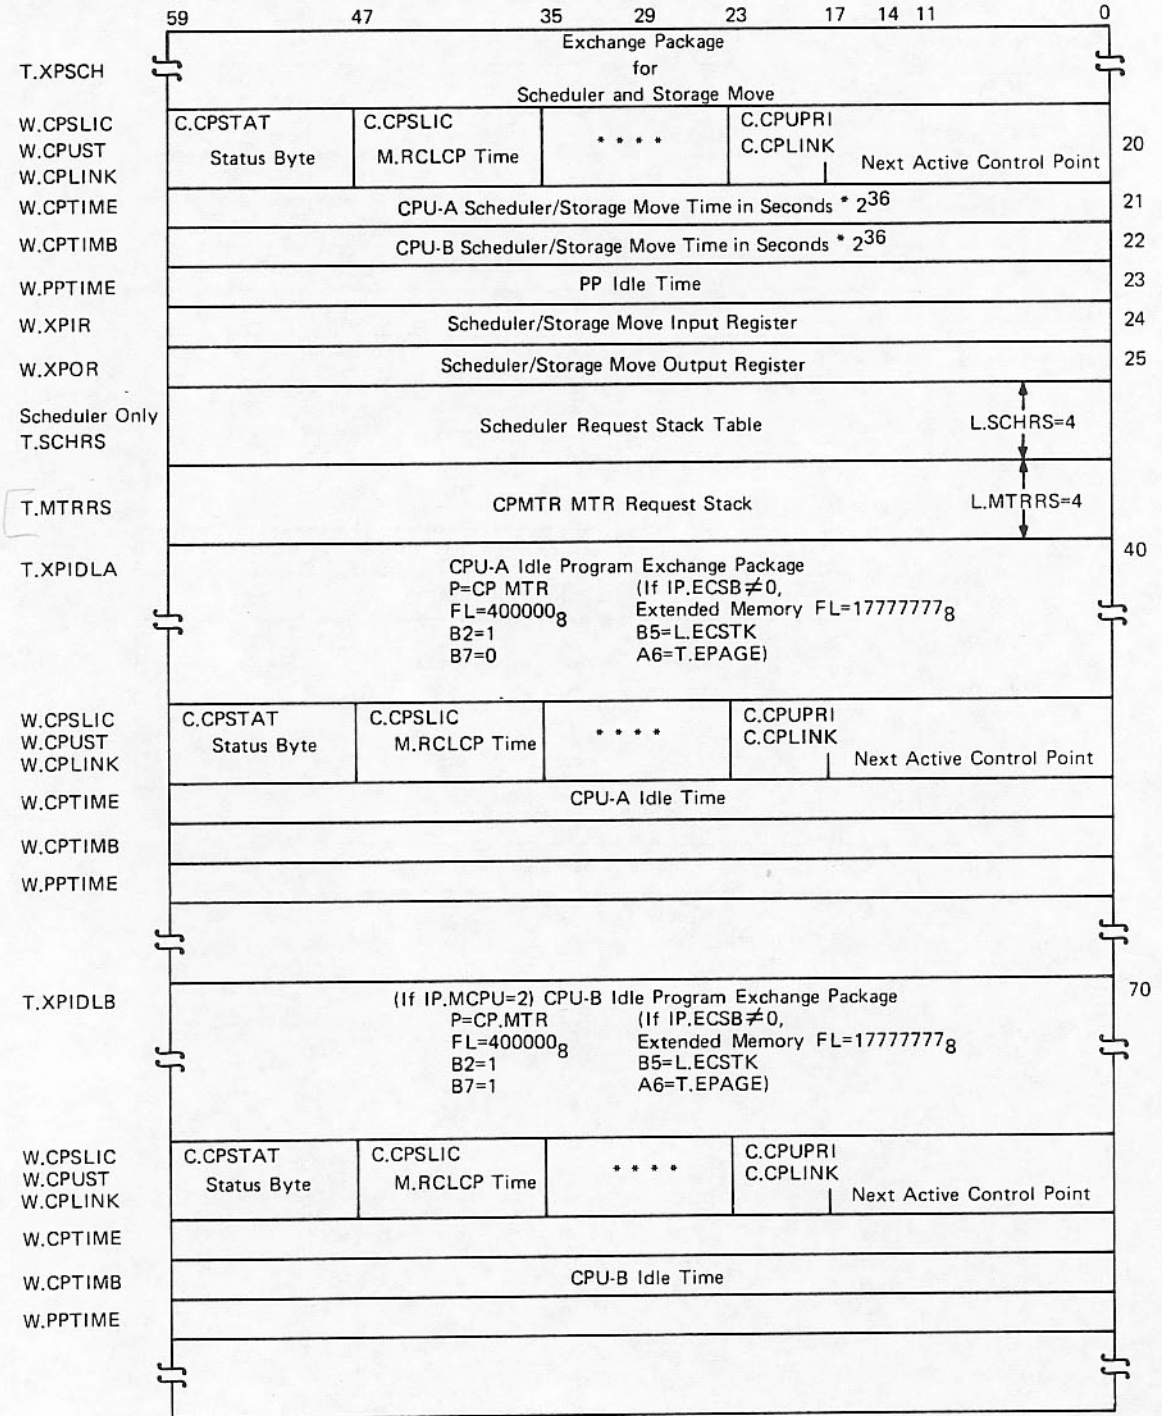 59 47 35 29 23 17 14 11 0
Exchange Package
T.XPSCH for
Scheduler and Storage Move
W.CPSLIC C.CPSTAT C.CPSLIC * * * * C.CPUPRI
W.CPUST Status Byte M.RCLCP Time C.CPLINK 20
W.CPLINK Next Active Control Point
W.CPTIME CPU-A Scheduler/Storage Move Time in Seconds * 2³⁶ 21
W.CPTIMB CPU-B Scheduler/Storage Move Time in Seconds * 2³⁶ 22
W.PPTIME PP Idle Time 23
W.XPIR Scheduler/Storage Move Input Register 24
W.XPOR Scheduler/Storage Move Output Register 25
Scheduler Only
T.SCHRS Scheduler Request Stack Table L.SCHRS=4
T.MTRRS CPMTR MTR Request Stack L.MTRRS=4
40
T.XPIDLA CPU-A Idle Program Exchange Package
P=CP MTR (If IP.ECSB≠0,
FL=400000₈ Extended Memory FL=17777777₈
B2=1 B5=L.ECSTK
B7=0 A6=T.EPAGE)
W.CPSLIC C.CPSTAT C.CPSLIC * * * * C.CPUPRI
W.CPUST Status Byte M.RCLCP Time C.CPLINK
W.CPLINK Next Active Control Point
W.CPTIME CPU-A Idle Time
W.CPTIMB
W.PPTIME
70
T.XPIDLB (If IP.MCPU=2) CPU-B Idle Program Exchange Package
P=CP.MTR (If IP.ECSB≠0,
FL=400000₈ Extended Memory FL=17777777₈
B2=1 B5=L.ECSTK
B7=1 A6=T.EPAGE)
W.CPSLIC C.CPSTAT C.CPSLIC * * * * C.CPUPRI
W.CPUST Status Byte M.RCLCP Time C.CPLINK
W.CPLINK Next Active Control Point
W.CPTIME
W.CPTIMB CPU-B Idle Time
W.PPTIME